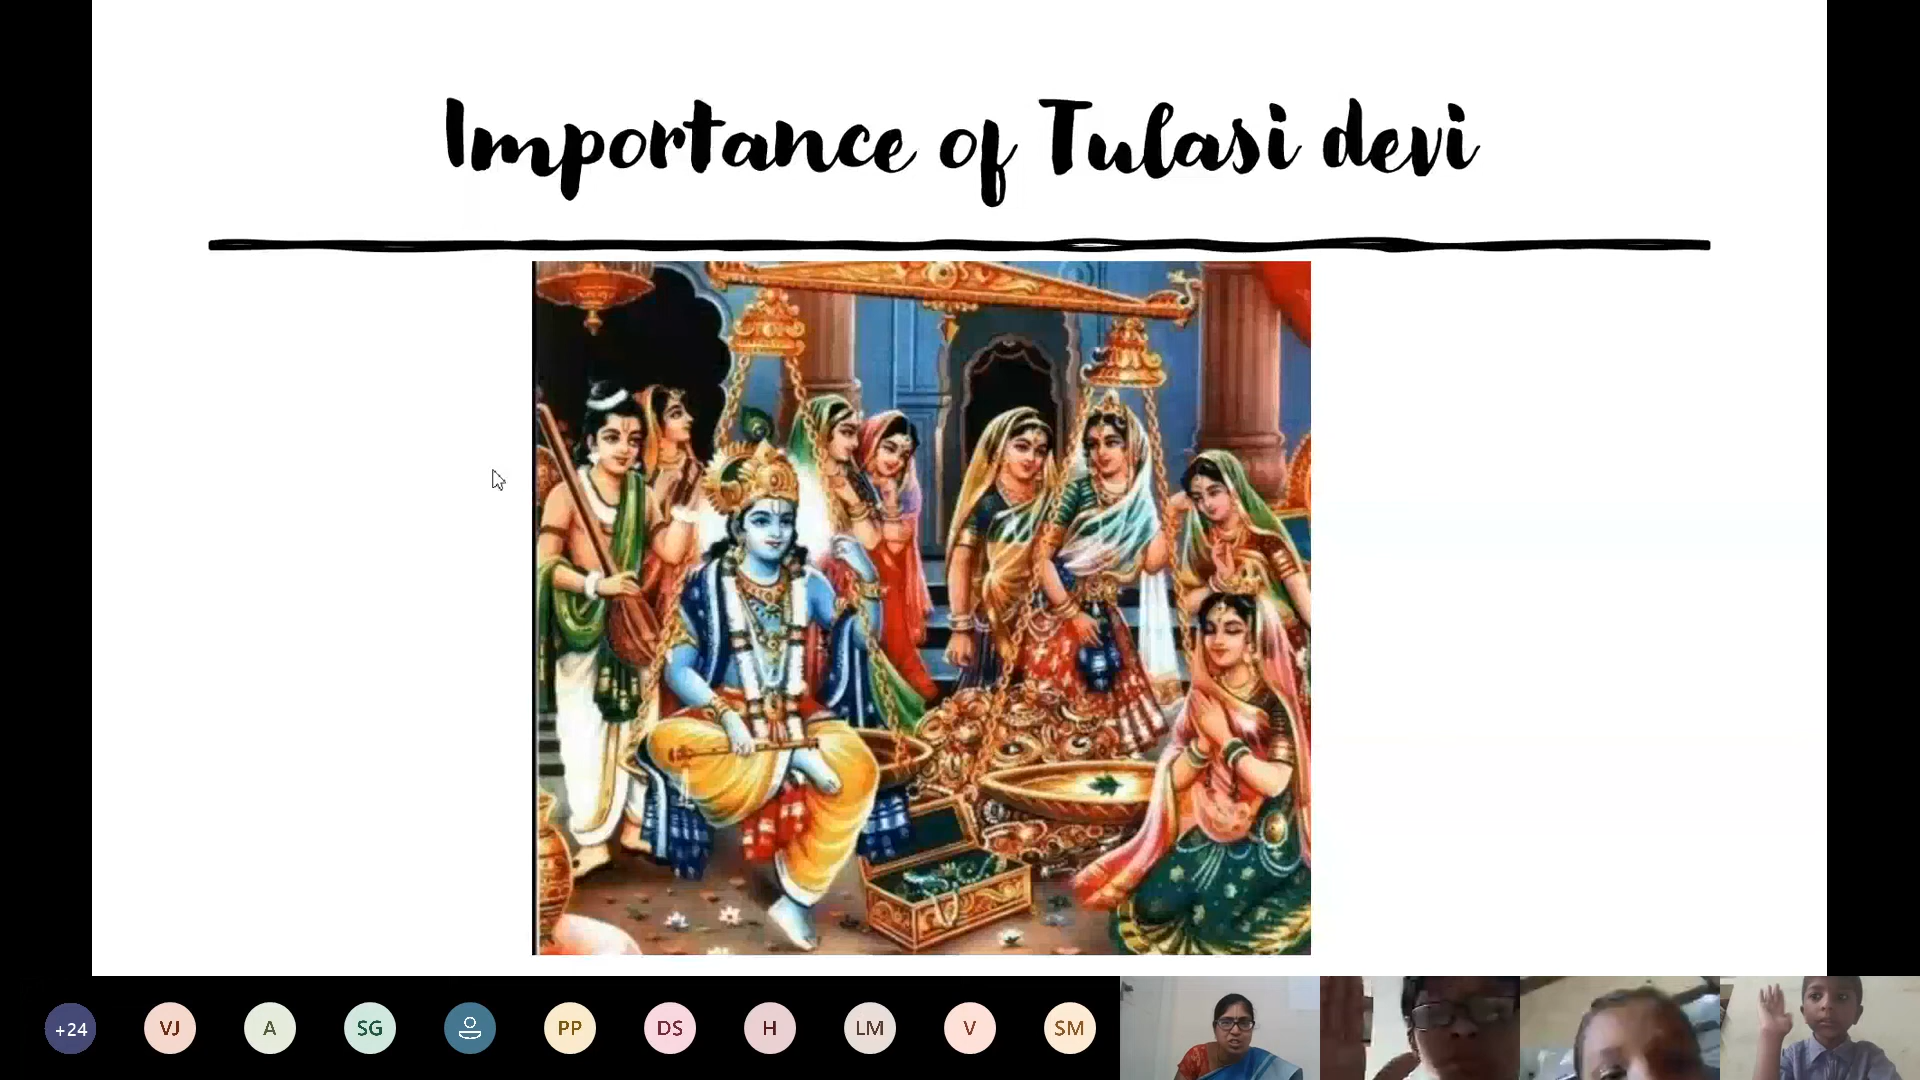 Importance of Tulasi devi
+24 VJ A SG PP DS H LM V SM